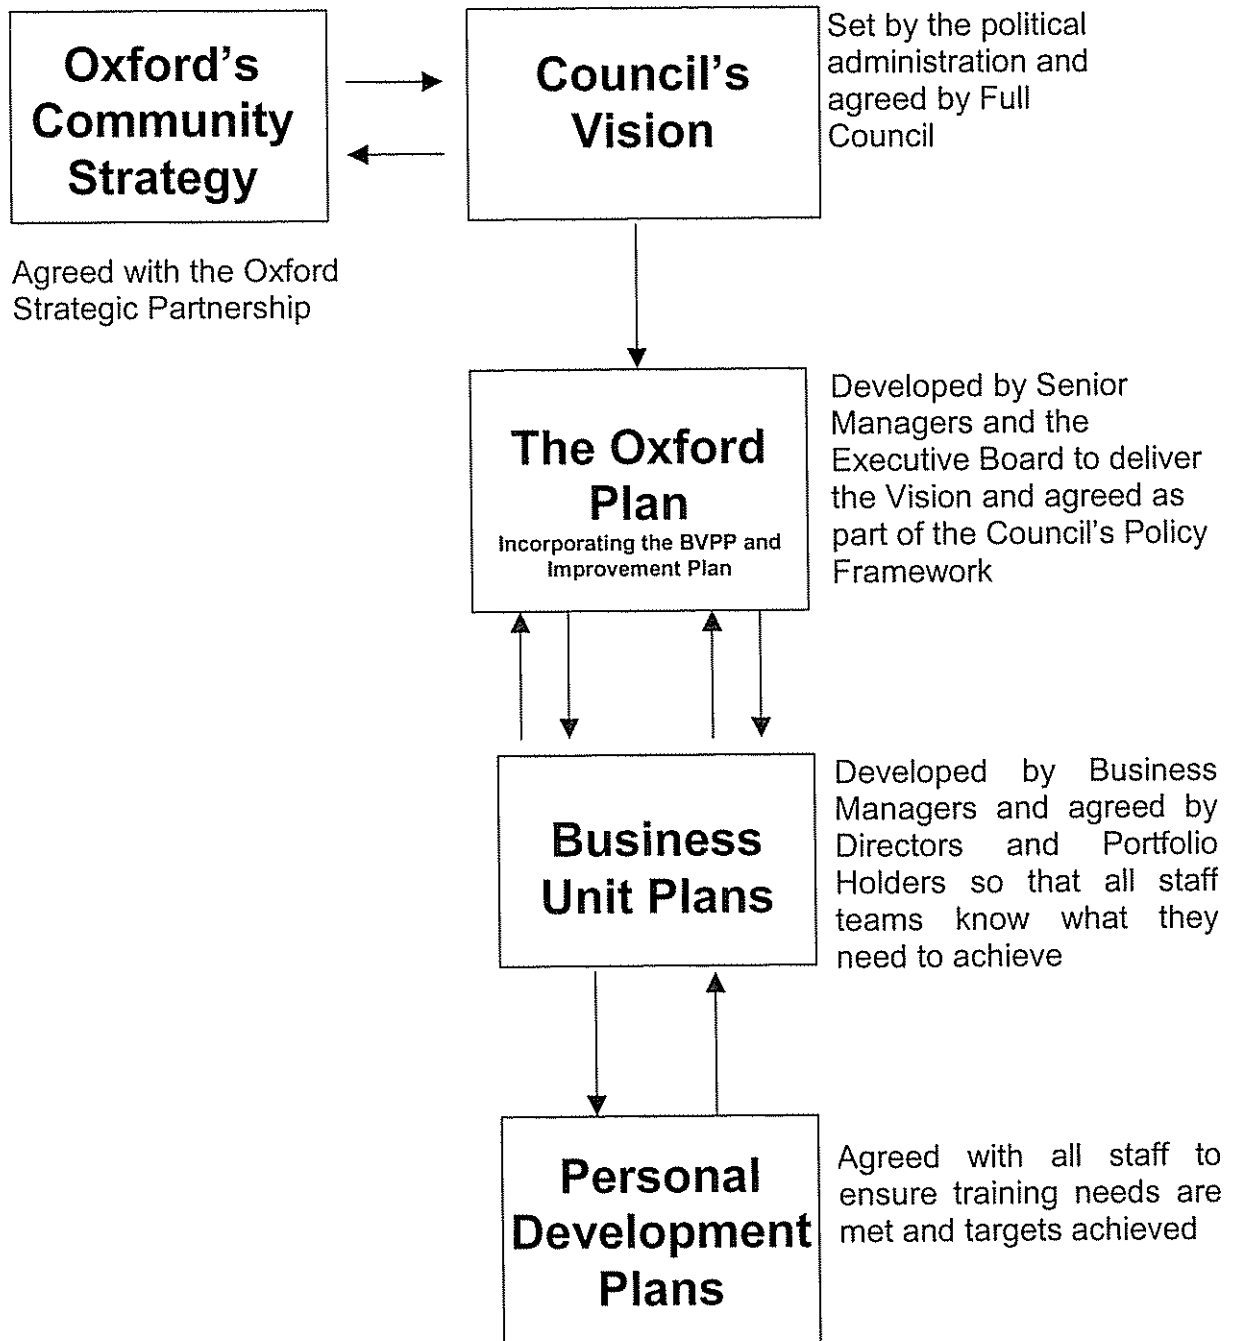 Oxford's
Community
Strategy
Agreed with the Oxford
Strategic Partnership
Council's
Vision
Set by the political
administration and
agreed by Full
Council
The Oxford
Plan
Incorporating the BVPP and
Improvement Plan
Developed by Senior
Managers and the
Executive Board to deliver
the Vision and agreed as
part of the Council's Policy
Framework
Business
Unit Plans
Developed by Business
Managers and agreed by
Directors and Portfolio
Holders so that all staff
teams know what they
need to achieve
Personal
Development
Plans
Agreed with all staff to
ensure training needs are
met and targets achieved